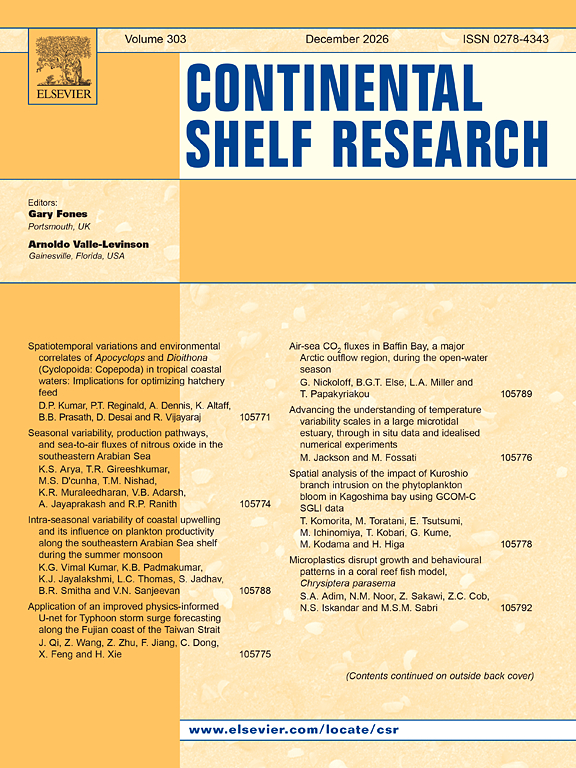 Volume 303
December 2026
ISSN 0278-4343
ELSEVIER
CONTINENTAL
SHELF RESEARCH
Editors:
Gary Fones
Portsmouth, UK
Arnoldo Valle-Levinson
Gainesville, Florida, USA
Spatiotemporal variations and environmental
correlates of Apocyclops and Dioithona
(Cyclopoida: Copepoda) in tropical coastal
waters: Implications for optimizing hatchery
feed
D.P. Kumar, P.T. Reginald, A. Dennis, K. Altaff,
B.B. Prasath, D. Desai and R. Vijayaraj 105771
Seasonal variability, production pathways,
and sea-to-air fluxes of nitrous oxide in the
southeastern Arabian Sea
K.S. Arya, T.R. Gireeshkumar,
M.S. D'cunha, T.M. Nishad,
K.R. Muraleedharan, V.B. Adarsh,
A. Jayaprakash and R.P. Ranith 105774
Intra-seasonal variability of coastal upwelling
and its influence on plankton productivity
along the southeastern Arabian Sea shelf
during the summer monsoon
K.G. Vimal Kumar, K.B. Padmakumar,
K.J. Jayalakshmi, L.C. Thomas, S. Jadhav,
B.R. Smitha and V.N. Sanjeevan 105788
Application of an improved physics-informed
U-net for Typhoon storm surge forecasting
along the Fujian coast of the Taiwan Strait
J. Qi, Z. Wang, Z. Zhu, F. Jiang, C. Dong,
X. Feng and H. Xie 105775
Air-sea CO₂ fluxes in Baffin Bay, a major
Arctic outflow region, during the open-water
season
G. Nickoloff, B.G.T. Else, L.A. Miller and
T. Papakyriakou 105789
Advancing the understanding of temperature
variability scales in a large microtidal
estuary, through in situ data and idealised
numerical experiments
M. Jackson and M. Fossati 105776
Spatial analysis of the impact of Kuroshio
branch intrusion on the phytoplankton
bloom in Kagoshima bay using GCOM-C
SGLI data
T. Komorita, M. Toratani, E. Tsutsumi,
M. Ichinomiya, T. Kobari, G. Kume,
M. Kodama and H. Higa 105778
Microplastics disrupt growth and behavioural
patterns in a coral reef fish model,
Chrysiptera parasema
S.A. Adim, N.M. Noor, Z. Sakawi, Z.C. Cob,
N.S. Iskandar and M.S.M. Sabri 105792
(Contents continued on outside back cover)
www.elsevier.com/locate/csr